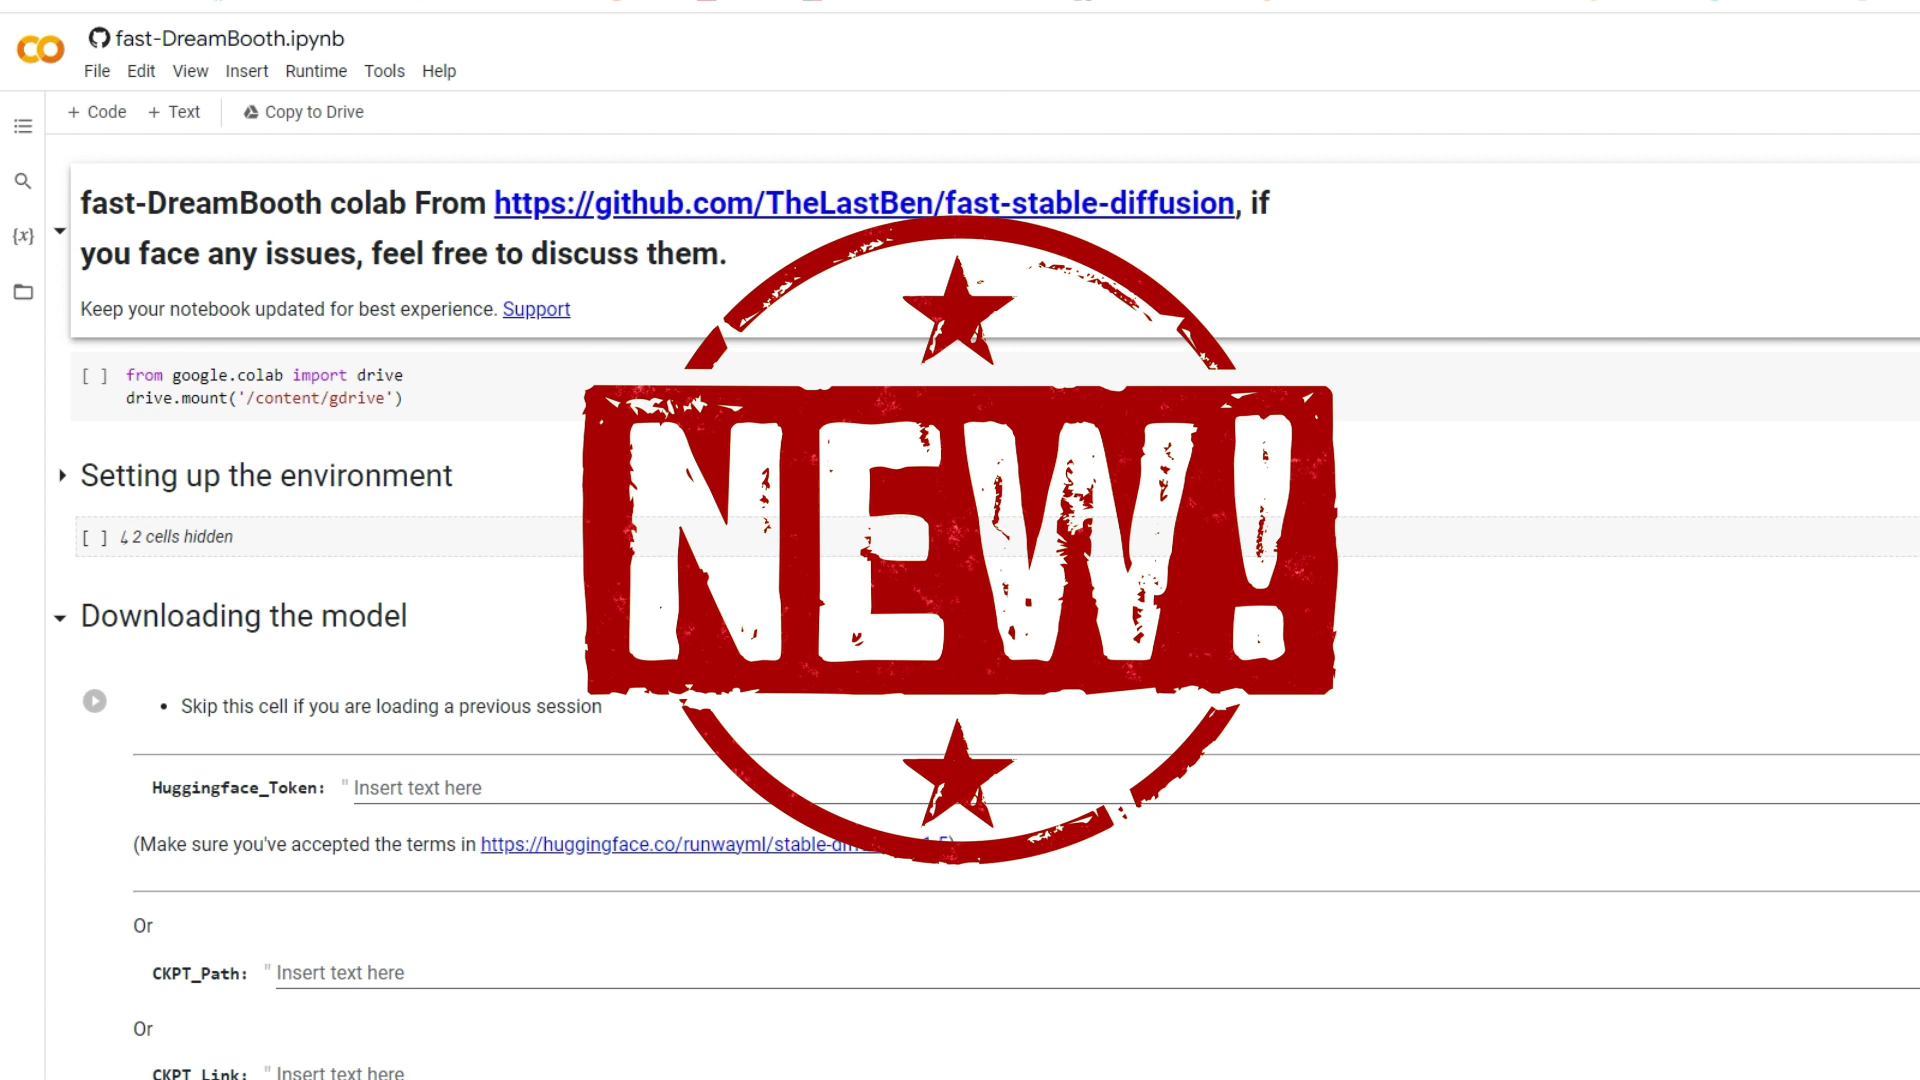 fast-DreamBooth.ipynb
File Edit View Insert Runtime Tools Help
+ Code + Text Copy to Drive
fast-DreamBooth colab From https://github.com/TheLastBen/fast-stable-diffusion, if
you face any issues, feel free to discuss them.
Keep your notebook updated for best experience. Support
{x}
[ ] from google.colab import drive
drive.mount('/content/gdrive')
NEW!
Setting up the environment
[ ] ↳ 2 cells hidden
Downloading the model
• Skip this cell if you are loading a previous session
Huggingface_Token: " Insert text here
(Make sure you've accepted the terms in https://huggingface.co/runwayml/stable-
Or
CKPT_Path: " Insert text here
Or
CKPT_Link: " Insert text here